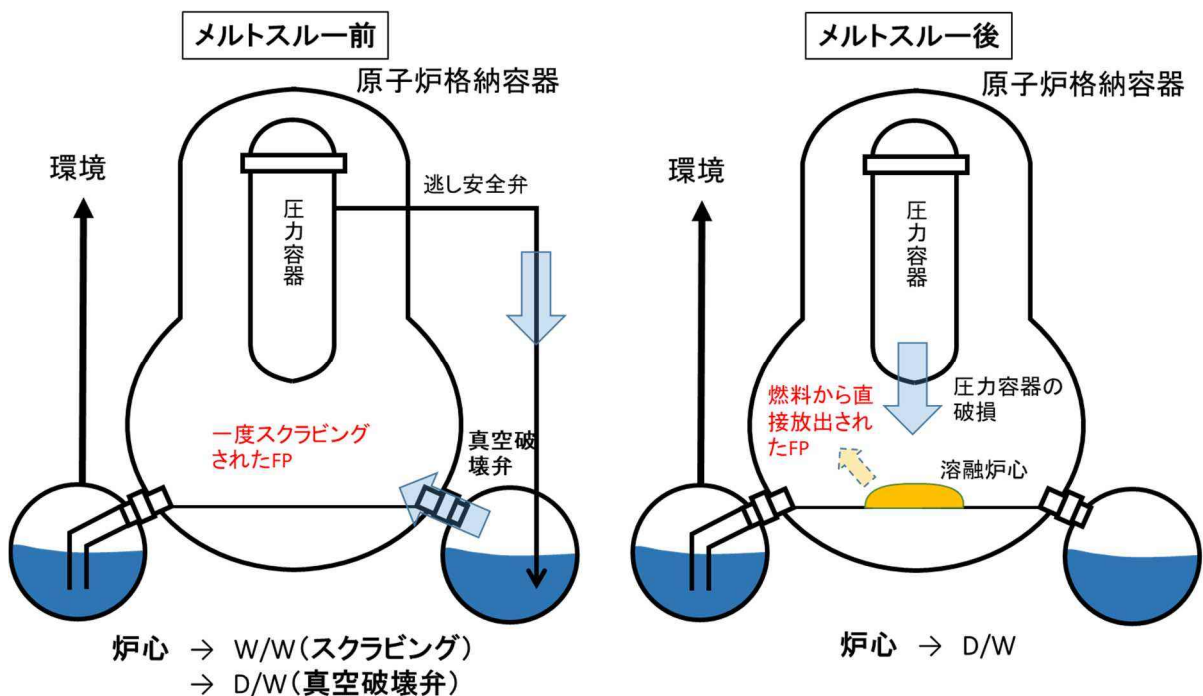 メルトスルー前
原子炉格納容器
環境
圧力容器
逃し安全弁
一度スクラビング
されたFP
真空破
壊弁
炉心 → W/W(スクラビング)
→ D/W(真空破壊弁)
メルトスルー後
原子炉格納容器
環境
圧力容器
圧力容器の
破損
燃料から直
接放出され
たFP
溶融炉心
炉心 → D/W